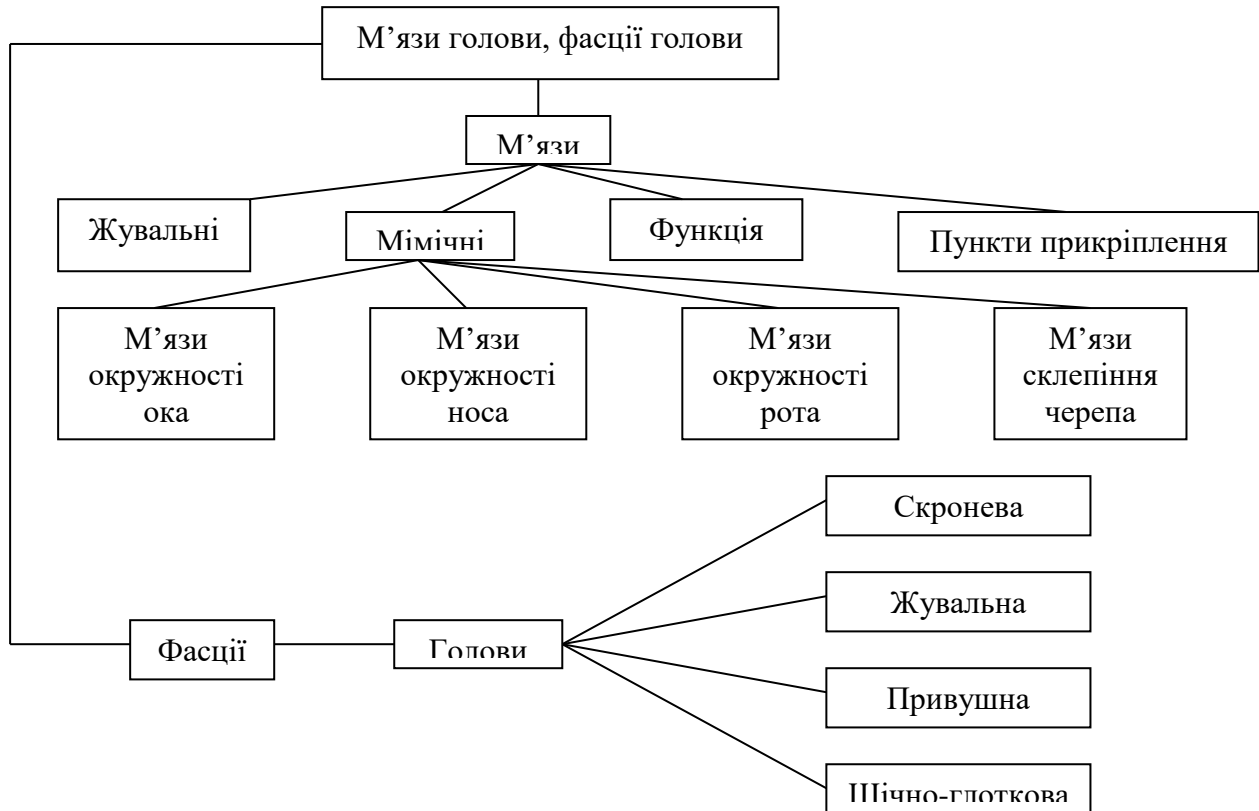 М’язи голови, фасції голови
М’язи
Жувальні
Мімічні
Функція
Пункти прикріплення
М’язи
окружності
ока
М’язи
окружності
носа
М’язи
окружності
рота
М’язи
склепіння
черепа
Скронева
Жувальна
Фасції
Голови
Привушна
Щічно-глоткова